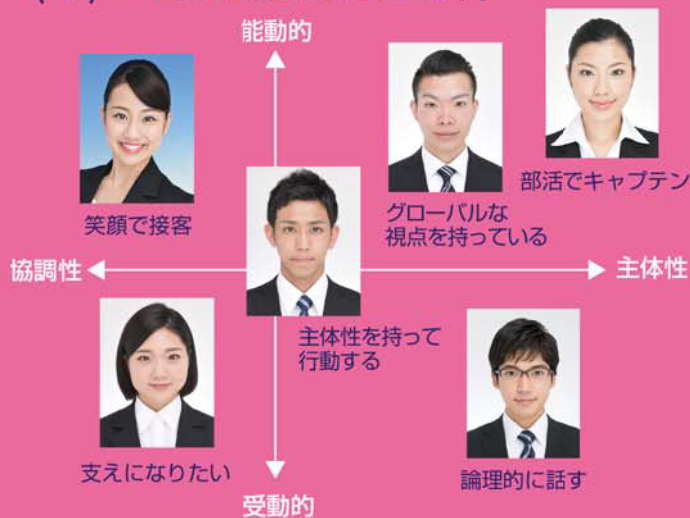 能動的
部活でキャプテン
笑顔で接客
グローバルな
視点を持っている
協調性
主体性
主体性を持って
行動する
支えになりたい
論理的に話す
受動的